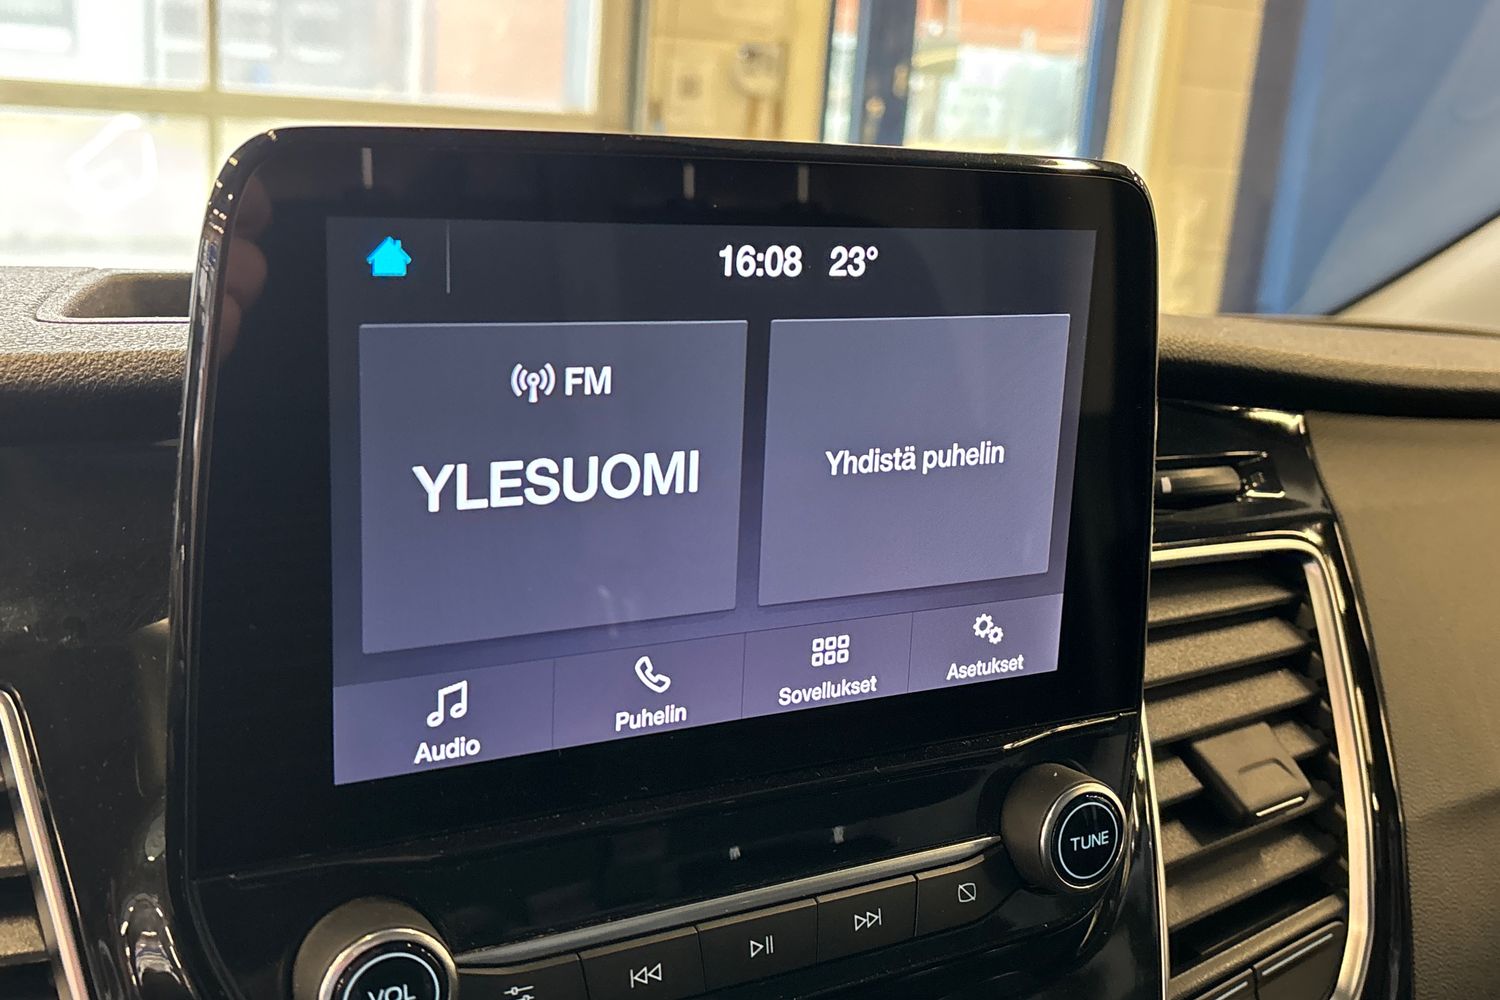 16:08 23°
FM
YLESUOMI
Yhdistä puhelin
Audio
Puhelin
Sovellukset
Asetukset
TUNE
VOL